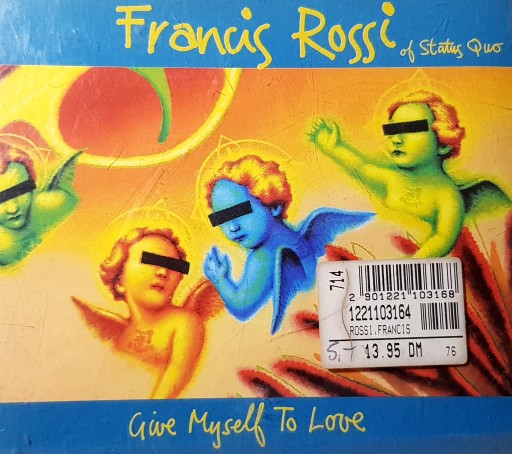 Francis Rossi of Status Quo
714
2 901221 103168
1221103164
ROSSI,FRANCIS
5,- 13.95 DM 76
Give Myself To Love